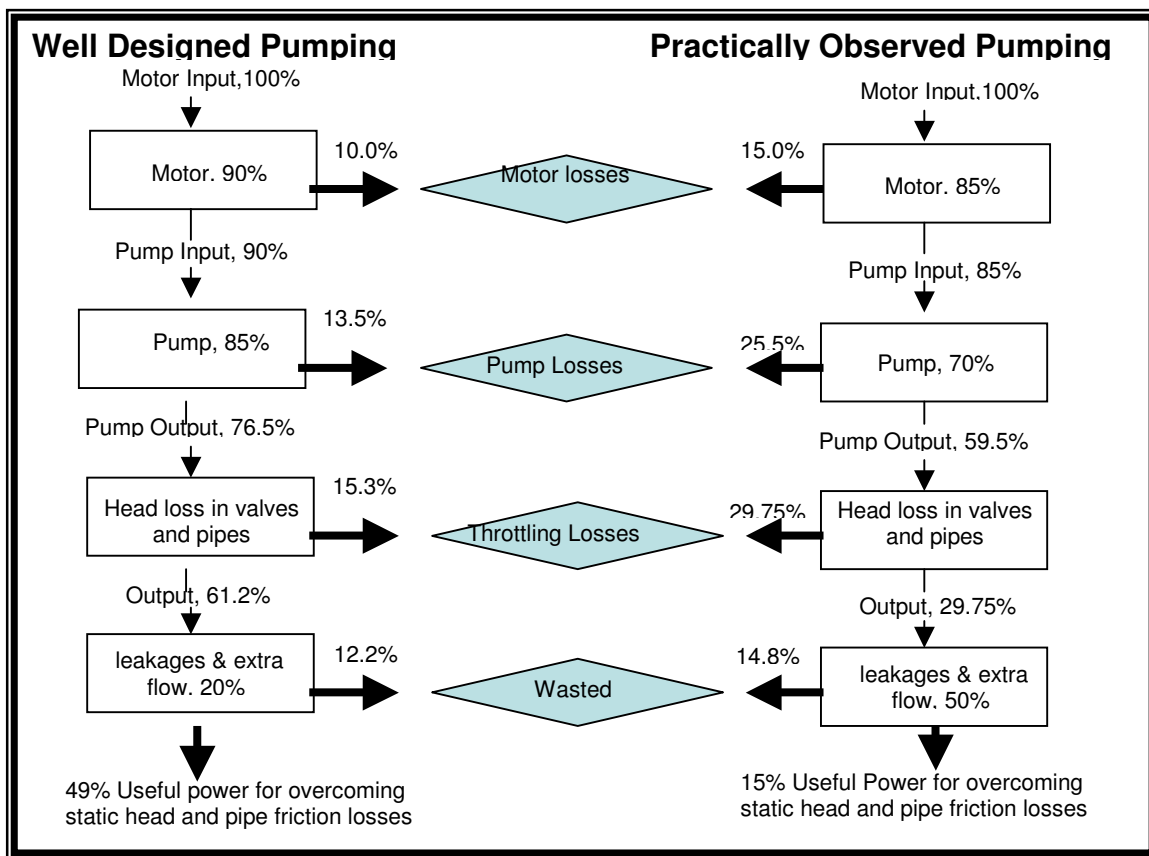 Well Designed Pumping
Motor Input,100%
Motor. 90%
10.0%
Pump Input, 90%
Pump, 85%
13.5%
Pump Output, 76.5%
Head loss in valves
and pipes
15.3%
Output, 61.2%
leakages & extra
flow. 20%
12.2%
49% Useful power for overcoming
static head and pipe friction losses
Motor losses
Pump Losses
Throttling Losses
Wasted
Practically Observed Pumping
Motor Input,100%
15.0%
Motor. 85%
Pump Input, 85%
25.5%
Pump, 70%
Pump Output, 59.5%
29.75%
Head loss in valves
and pipes
Output, 29.75%
14.8%
leakages & extra
flow. 50%
15% Useful Power for overcoming
static head and pipe friction losses